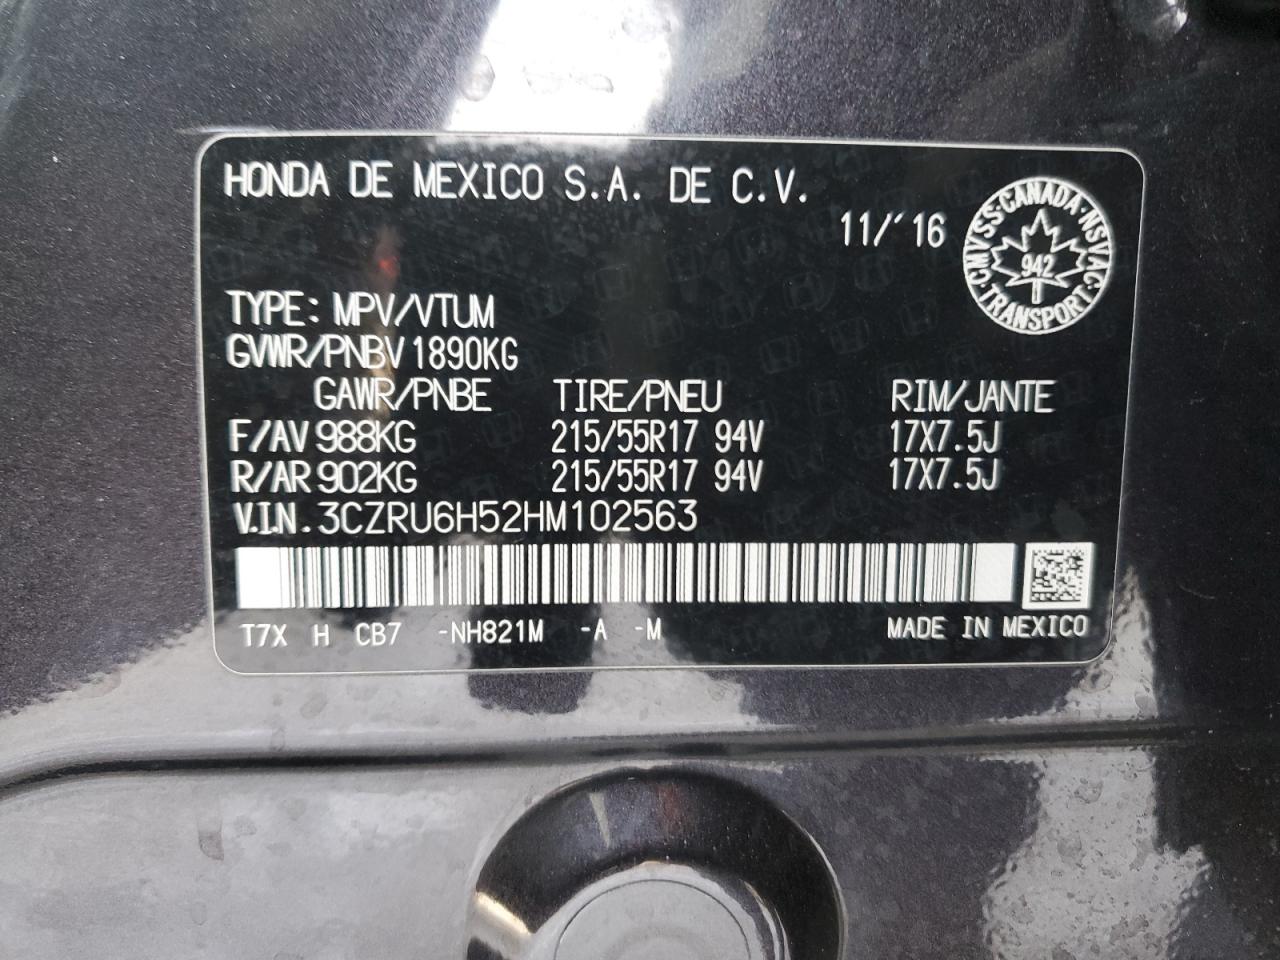 HONDA DE MEXICO S.A. DE C.V.
11/'16
CMVSS·CANADA·NSVAC·TRANSPORT·
942
TYPE: MPV/VTUM
GVWR/PNBV 1890KG
GAWR/PNBE TIRE/PNEU RIM/JANTE
F/AV 988KG 215/55R17 94V 17X7.5J
R/AR 902KG 215/55R17 94V 17X7.5J
V.I.N. 3CZRU6H52HM102563
T7X H CB7 -NH821M -A -M MADE IN MEXICO